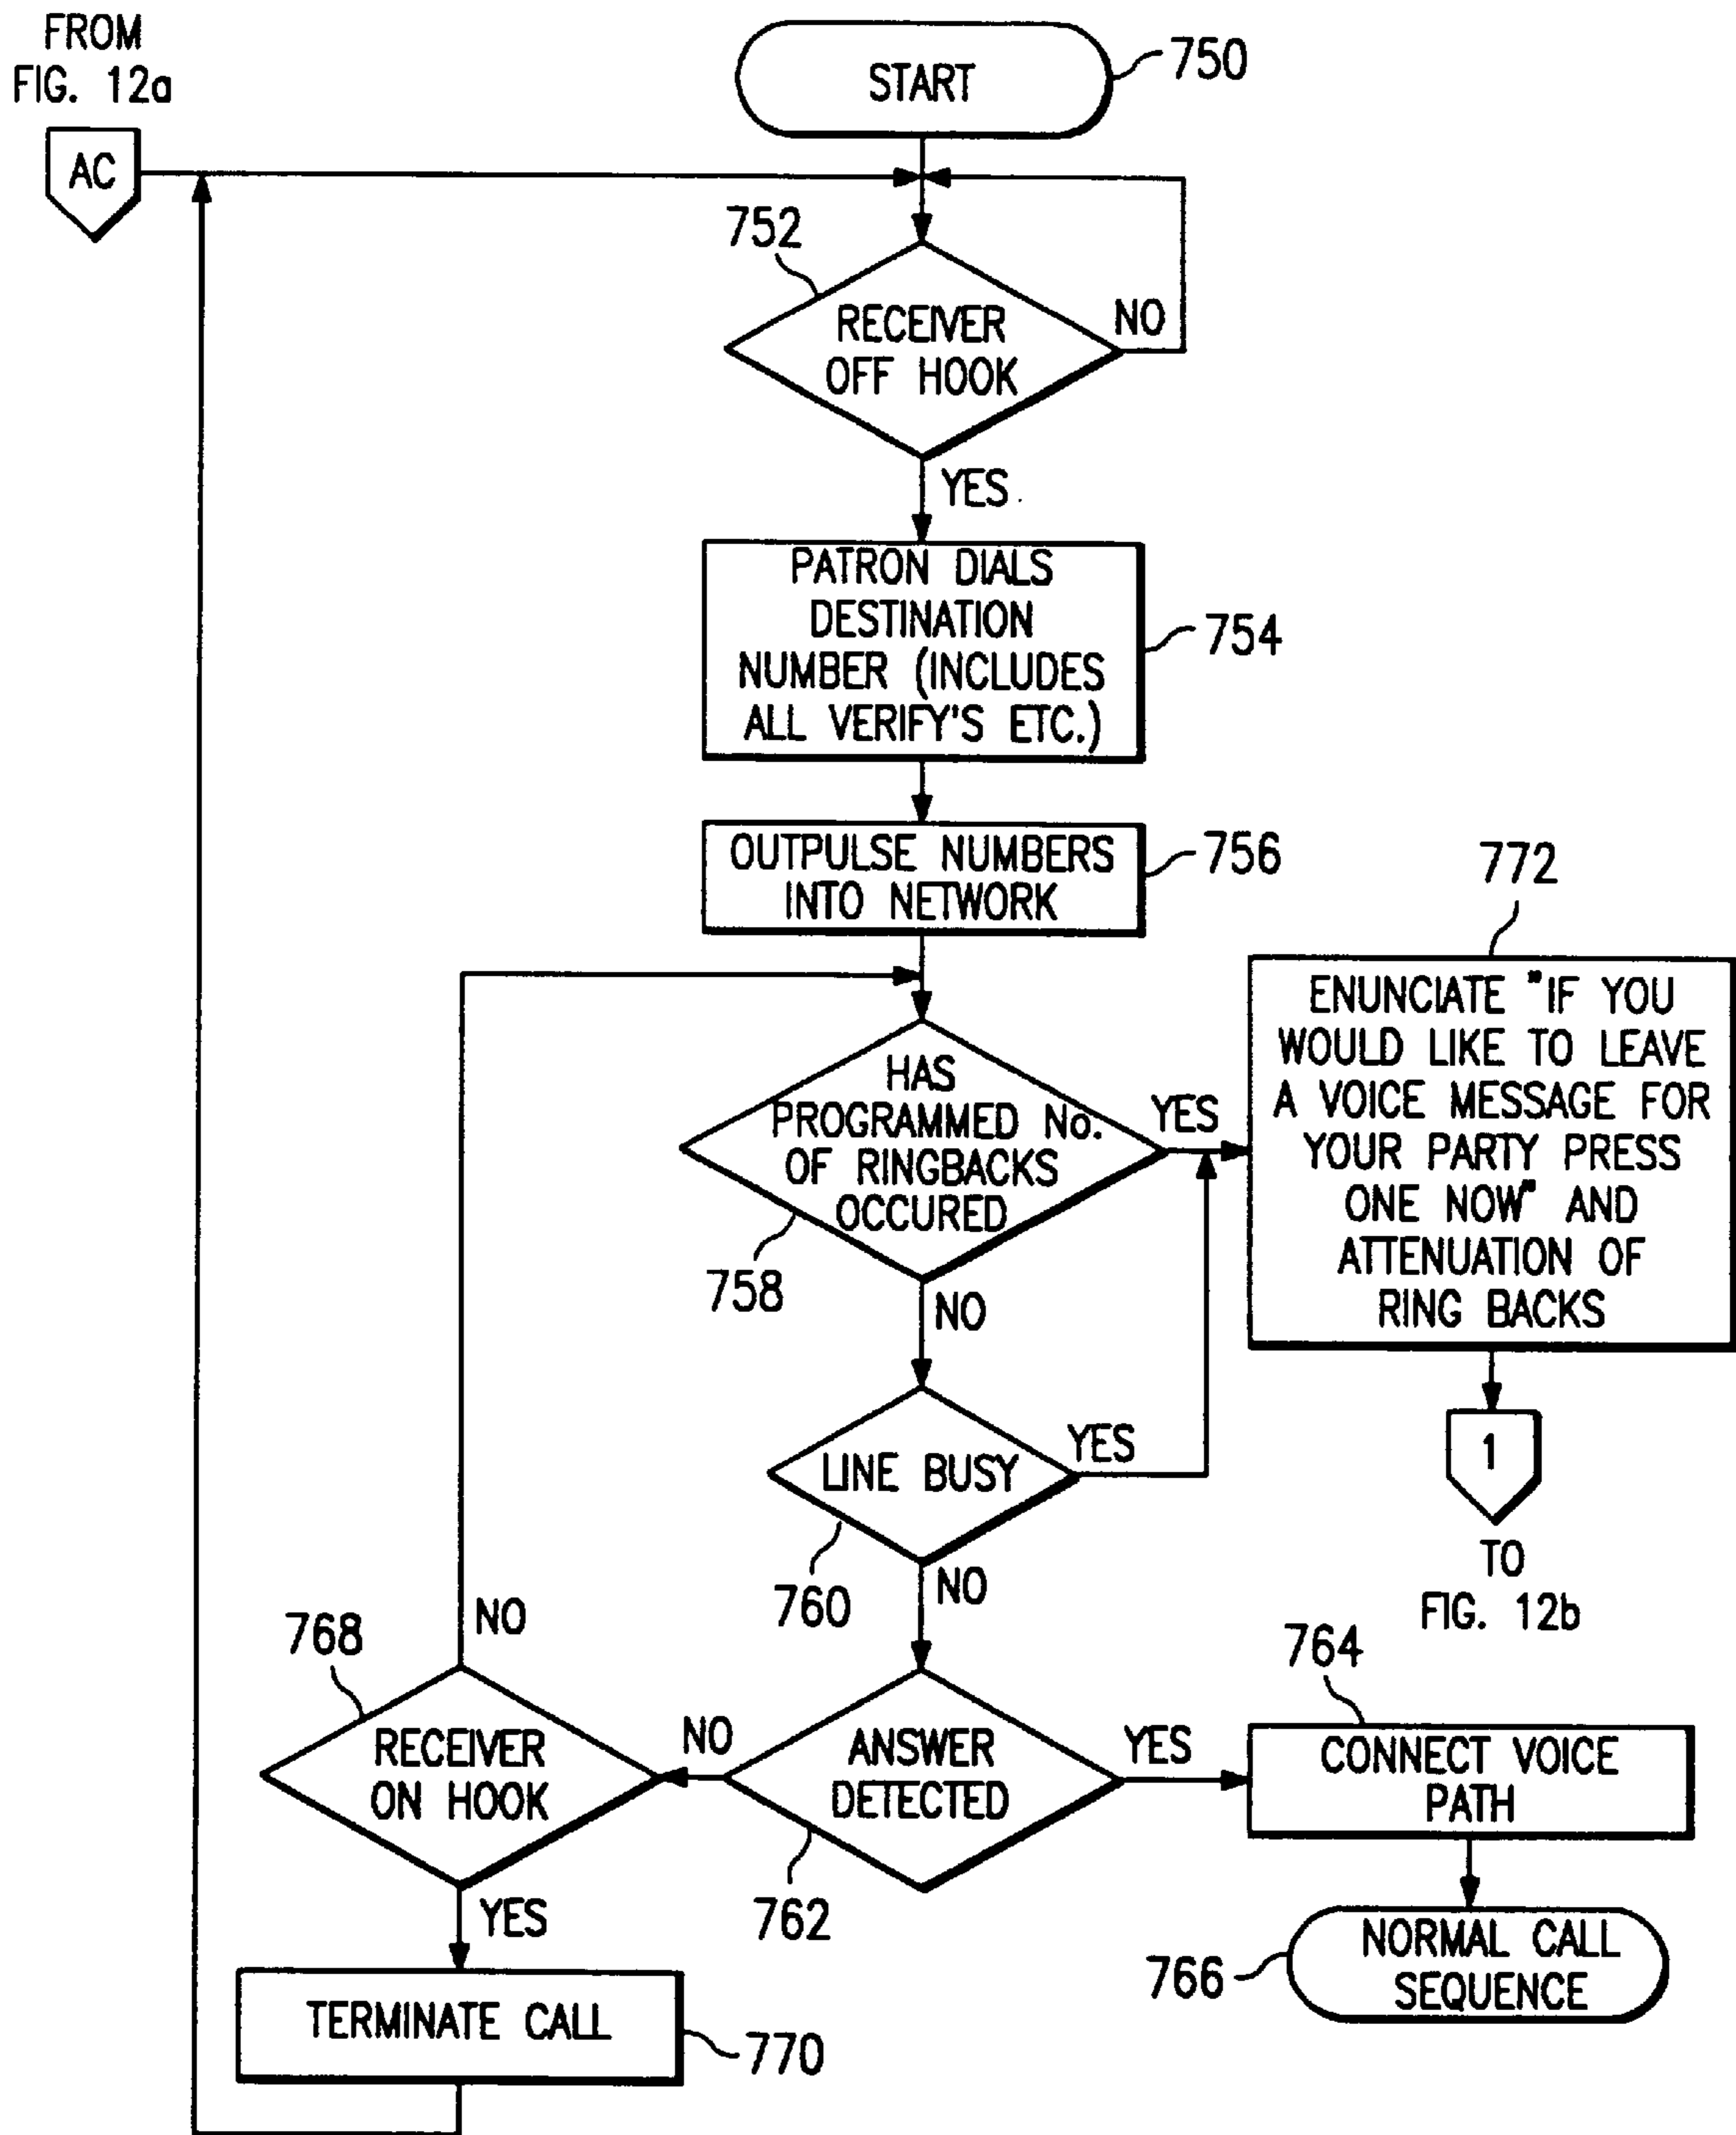 FROM
FIG. 12a
AC
START
750
752
RECEIVER
OFF HOOK
NO
YES
PATRON DIALS
DESTINATION
NUMBER (INCLUDES
ALL VERIFY'S ETC.)
754
OUTPULSE NUMBERS
INTO NETWORK
756
772
ENUNCIATE "IF YOU
WOULD LIKE TO LEAVE
A VOICE MESSAGE FOR
YOUR PARTY PRESS
ONE NOW" AND
ATTENUATION OF
RING BACKS
HAS
PROGRAMMED No.
OF RINGBACKS
OCCURED
YES
758
NO
LINE BUSY
YES
760
NO
1
TO
FIG. 12b
768
NO
RECEIVER
ON HOOK
NO
ANSWER
DETECTED
YES
762
764
CONNECT VOICE
PATH
YES
TERMINATE CALL
770
766
NORMAL CALL
SEQUENCE